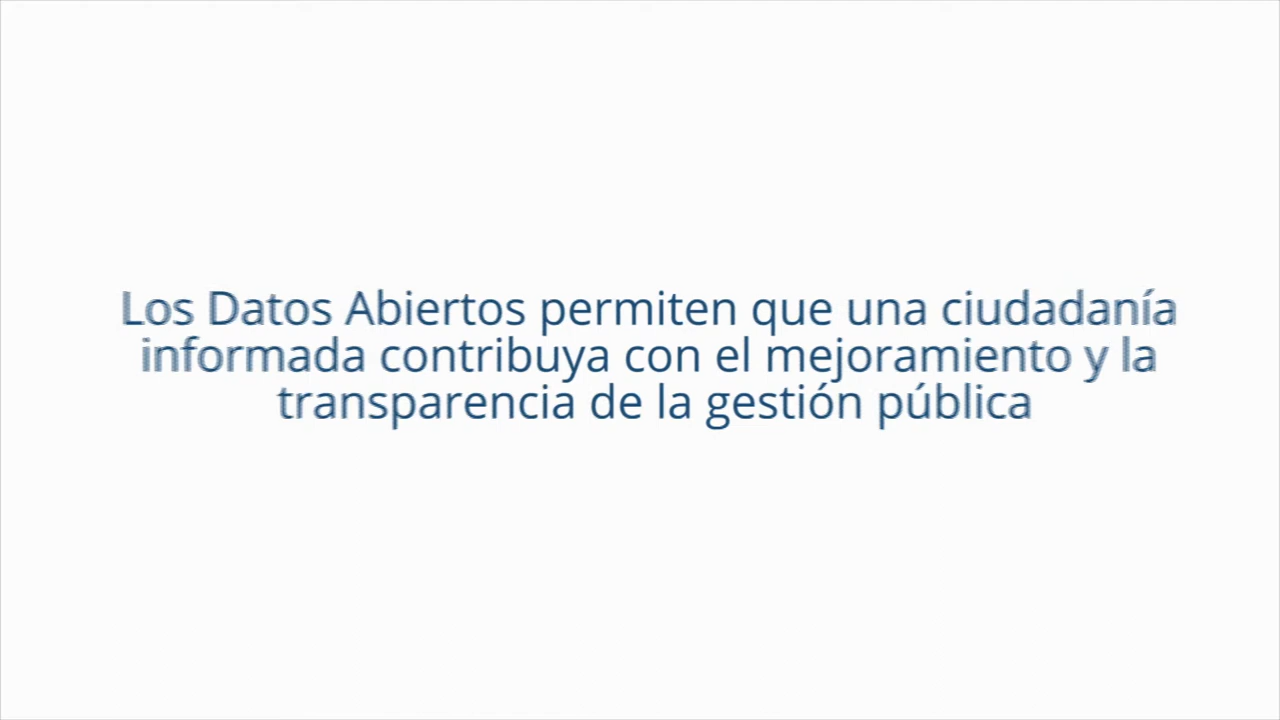 Los Datos Abiertos permiten que una ciudadanía
informada contribuya con el mejoramiento y la
transparencia de la gestión pública